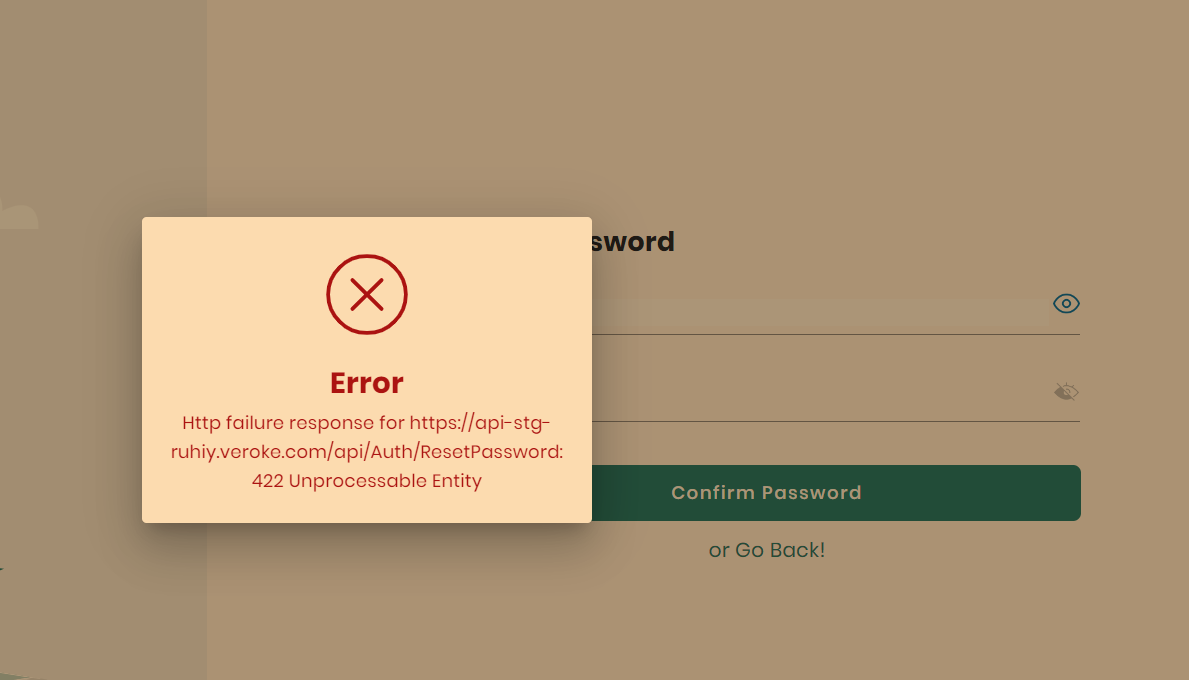 sword
Error
Http failure response for https://api-stg-
ruhiy.veroke.com/api/Auth/ResetPassword:
422 Unprocessable Entity
Confirm Password
or Go Back!